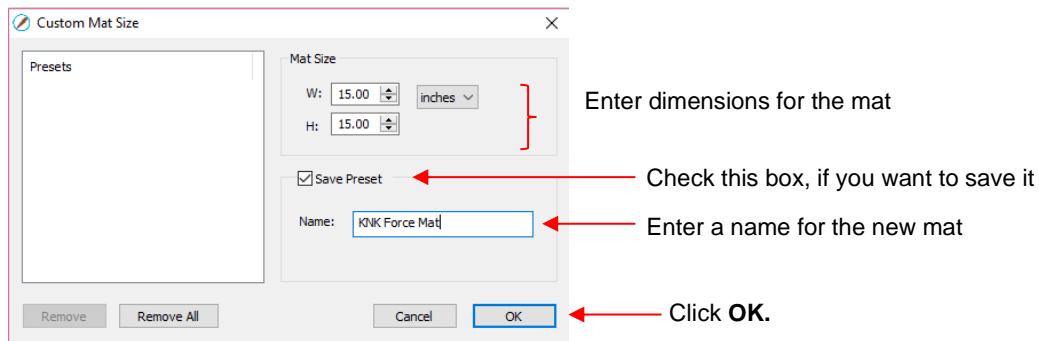 Custom Mat Size
Presets
Mat Size
W: 15.00 inches
H: 15.00
Enter dimensions for the mat
Save Preset
Check this box, if you want to save it
Name: KNK Force Mat
Enter a name for the new mat
Remove Remove All Cancel OK
Click OK.